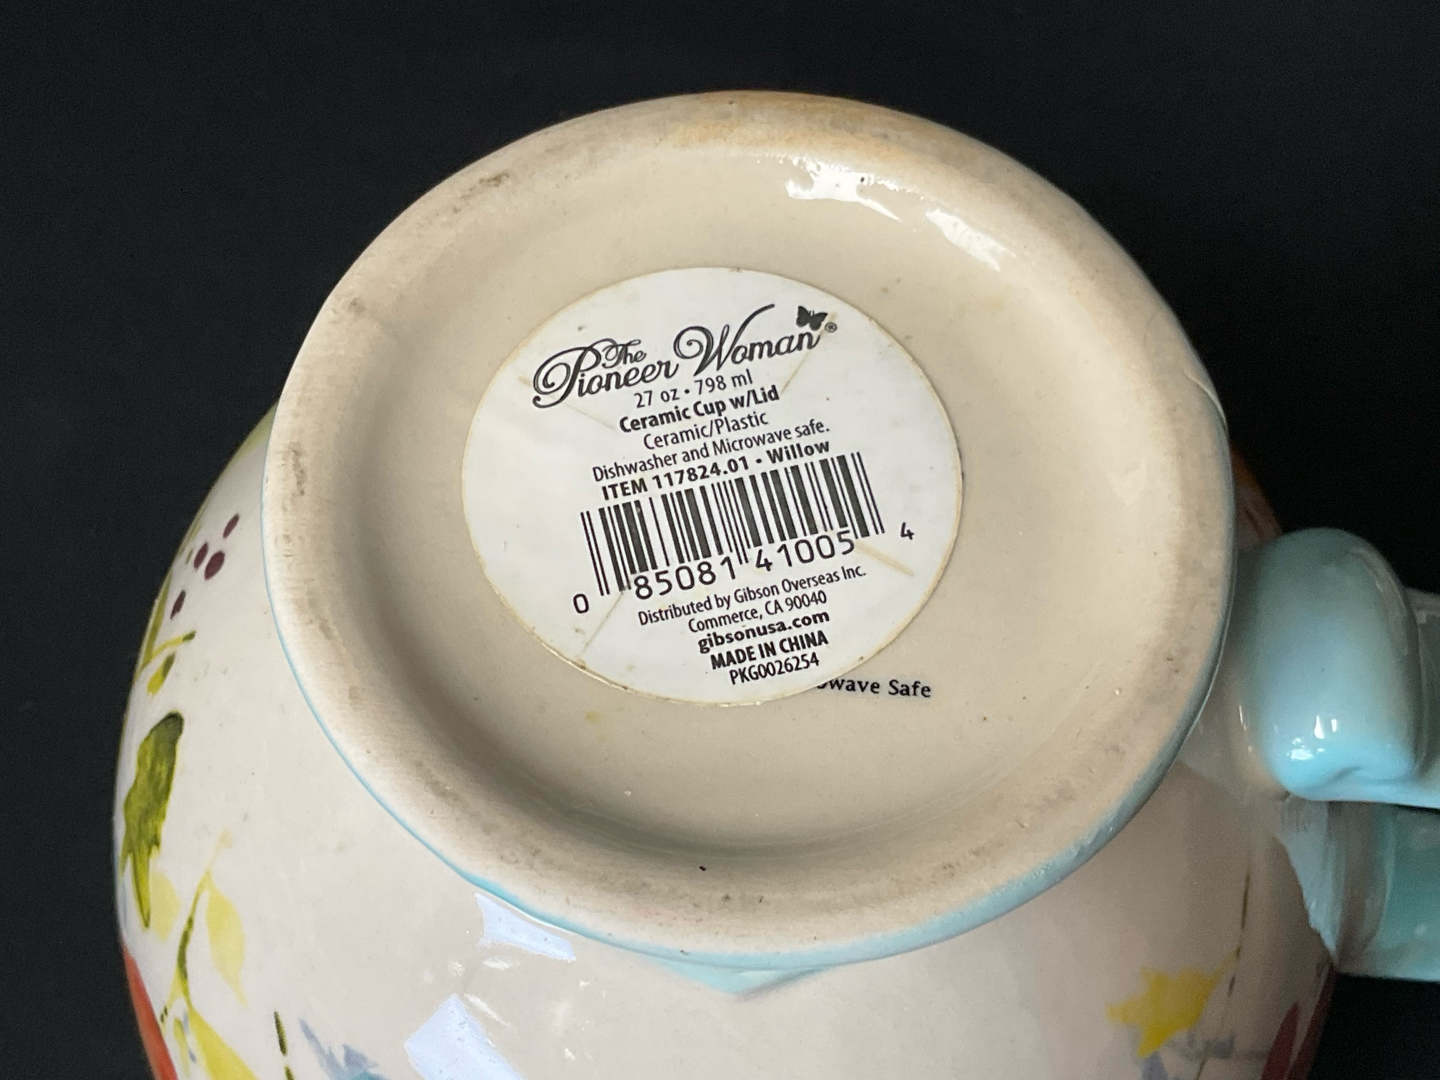 The
Pioneer Woman®
27 oz • 798 ml
Ceramic Cup w/Lid
Ceramic/Plastic
Dishwasher and Microwave safe.
ITEM 117824.01 • Willow
0 85081 41005 4
Distributed by Gibson Overseas Inc.
Commerce, CA 90040
gibsonusa.com
MADE IN CHINA
PKG0026254
Safe